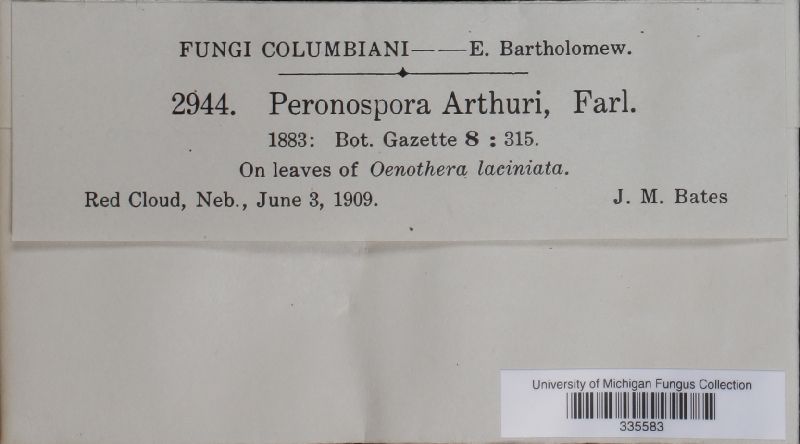 FUNGI COLUMBIANI——E. Bartholomew.
2944. Peronospora Arthuri, Farl.
1883: Bot. Gazette 8 : 315.
On leaves of Oenothera laciniata.
Red Cloud, Neb., June 3, 1909. J. M. Bates
University of Michigan Fungus Collection
335583